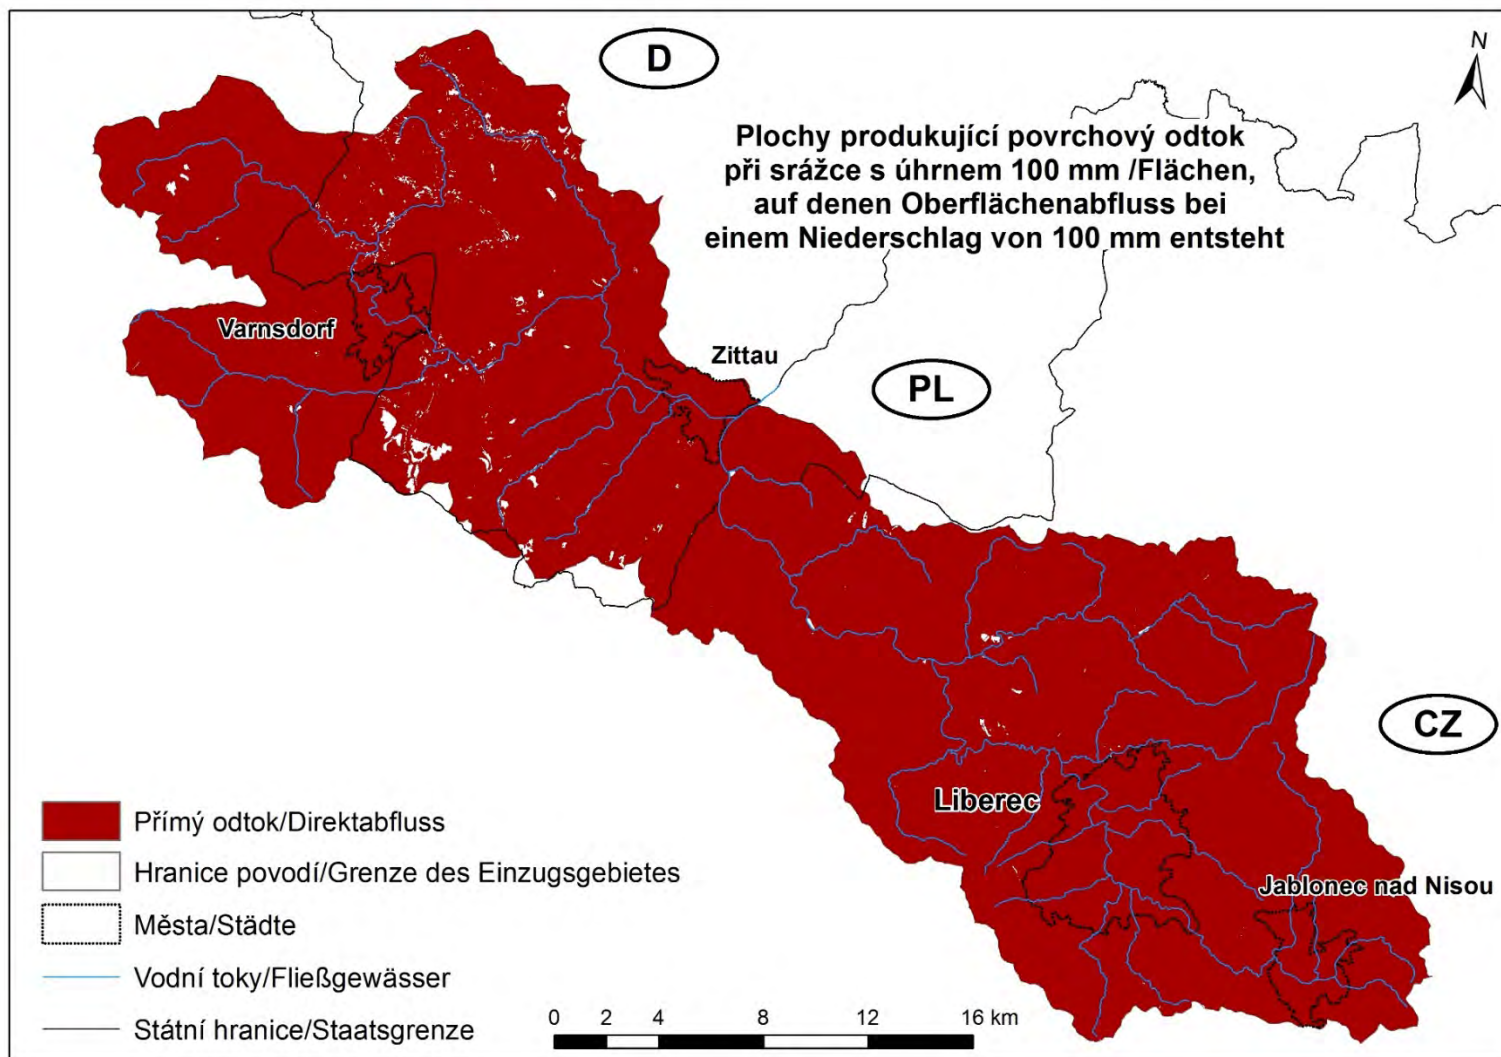 D
N
Plochy produkující povrchový odtok
při srážce s úhrnem 100 mm /Flächen,
auf denen Oberflächenabfluss bei
einem Niederschlag von 100 mm entsteht
Varnsdorf
Zittau
PL
CZ
Liberec
Jablonec nad Nisou
Přímý odtok/Direktabfluss
Hranice povodí/Grenze des Einzugsgebietes
Města/Städte
Vodní toky/Fließgewässer
Státní hranice/Staatsgrenze
0 2 4 8 12 16 km